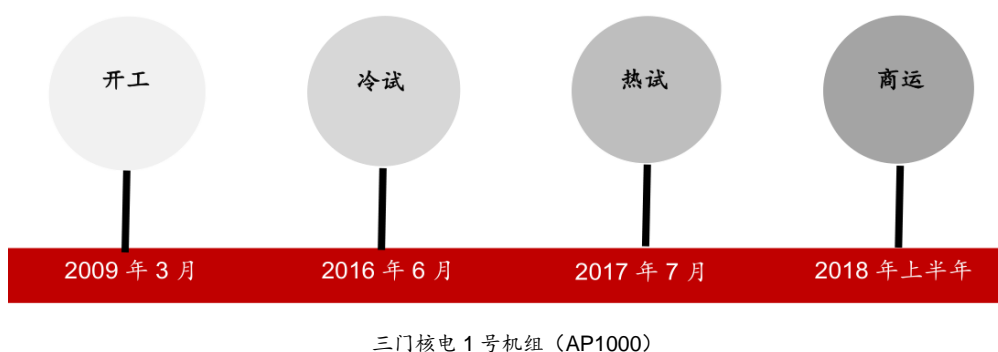 开工 冷试 热试 商运
2009 年 3 月 2016 年 6 月 2017 年 7 月 2018 年上半年
三门核电 1 号机组（AP1000）